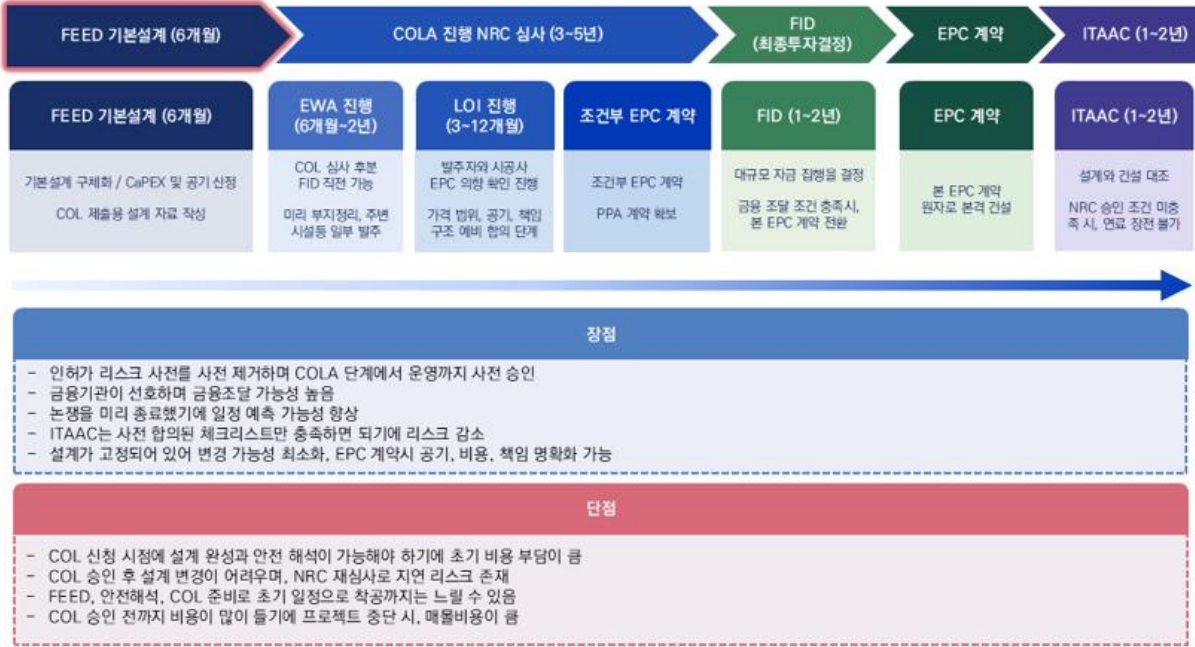 FEED 기본설계 (6개월)
COLA 진행 NRC 심사 (3~5년)
FID
(최종투자결정)
EPC 계약
ITAAC (1~2년)
FEED 기본설계 (6개월)
기본설계 구체화 / CaPEX 및 공기 산정
COL 제출용 설계 자료 작성
EWA 진행
(6개월~2년)
COL 심사 후분
FID 직전 가능
미리 부지정리, 주변
시설등 일부 발주
LOI 진행
(3~12개월)
발주자와 시공사
EPC 의향 확인 진행
가격 범위, 공기, 책임
구조 예비 합의 단계
조건부 EPC 계약
조건부 EPC 계약
PPA 계약 확보
FID (1~2년)
대규모 자금 집행을 결정
금융 조달 조건 충족시,
본 EPC 계약 전환
EPC 계약
본 EPC 계약
원자로 본격 건설
ITAAC (1~2년)
설계와 건설 대조
NRC 승인 조건 미충
족 시, 연료 장전 불가
장점
- 인허가 리스크 사전를 사전 제거하며 COLA 단계에서 운영까지 사전 승인
- 금융기관이 선호하며 금융조달 가능성 높음
- 논쟁을 미리 종료했기에 일정 예측 가능성 향상
- ITAAC는 사전 합의된 체크리스트만 충족하면 되기에 리스크 감소
- 설계가 고정되어 있어 변경 가능성 최소화, EPC 계약시 공기, 비용, 책임 명확화 가능
단점
- COL 신청 시점에 설계 완성과 안전 해석이 가능해야 하기에 초기 비용 부담이 큼
- COL 승인 후 설계 변경이 어려우며, NRC 재심사로 지연 리스크 존재
- FEED, 안전해석, COL 준비로 초기 일정으로 착공까지는 느릴 수 있음
- COL 승인 전까지 비용이 많이 들기에 프로젝트 중단 시, 매몰비용이 큼